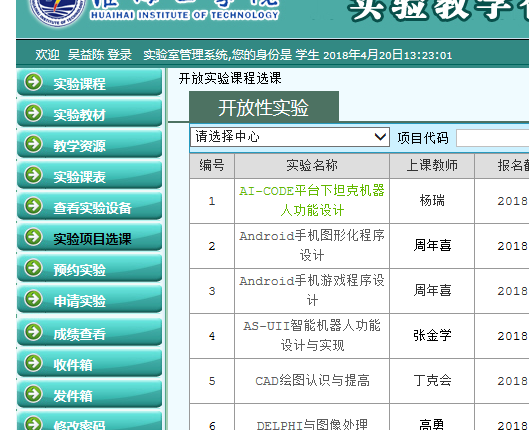 HUAIHAI INSTITUTE OF TECHNOLOGY
实验教学
欢迎 吴益陈 登录 实验室管理系统,您的身份是 学生 2018年4月20日13:23:01
实验课程
实验教材
教学资源
实验课表
查看实验设备
实验项目选课
预约实验
申请实验
成绩查看
收件箱
发件箱
修改密码
开放实验课程选课
开放性实验
请选择中心 项目代码
编号 实验名称 上课教师 报名截
1 AI-CODE平台下坦克机器 杨瑞 2018
人功能设计
2 Android手机图形化程序 周年喜 2018
设计
3 Android手机游戏程序设 周年喜 2018
计
4 AS-UII智能机器人功能 张金学 2018
设计与实现
5 CAD绘图认识与提高 丁克会 2018
6 DELPHI与图像处理 高勇 2018